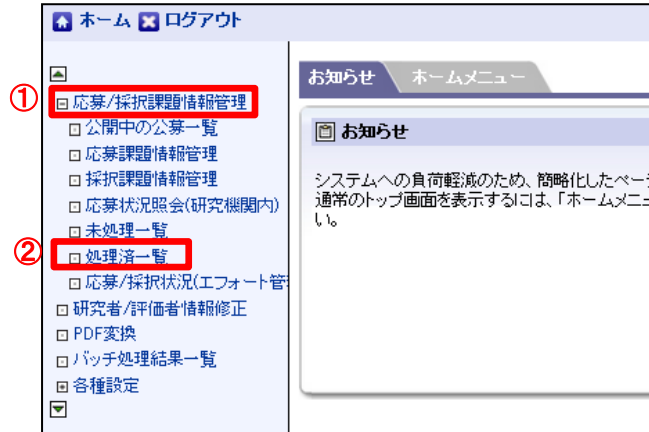 ホーム ログアウト
お知らせ ホームメニュー
① 応募/採択課題情報管理
公開中の公募一覧
応募課題情報管理
採択課題情報管理
応募状況照会(研究機関内)
未処理一覧
② 処理済一覧
応募/採択状況(エフォート管
研究者/評価者情報修正
PDF変換
バッチ処理結果一覧
各種設定
お知らせ
システムへの負荷軽減のため、簡略化したペー
通常のトップ画面を表示するには、「ホームメニュ
い。